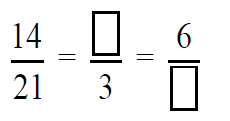 14/21 = □/3 = 6/□